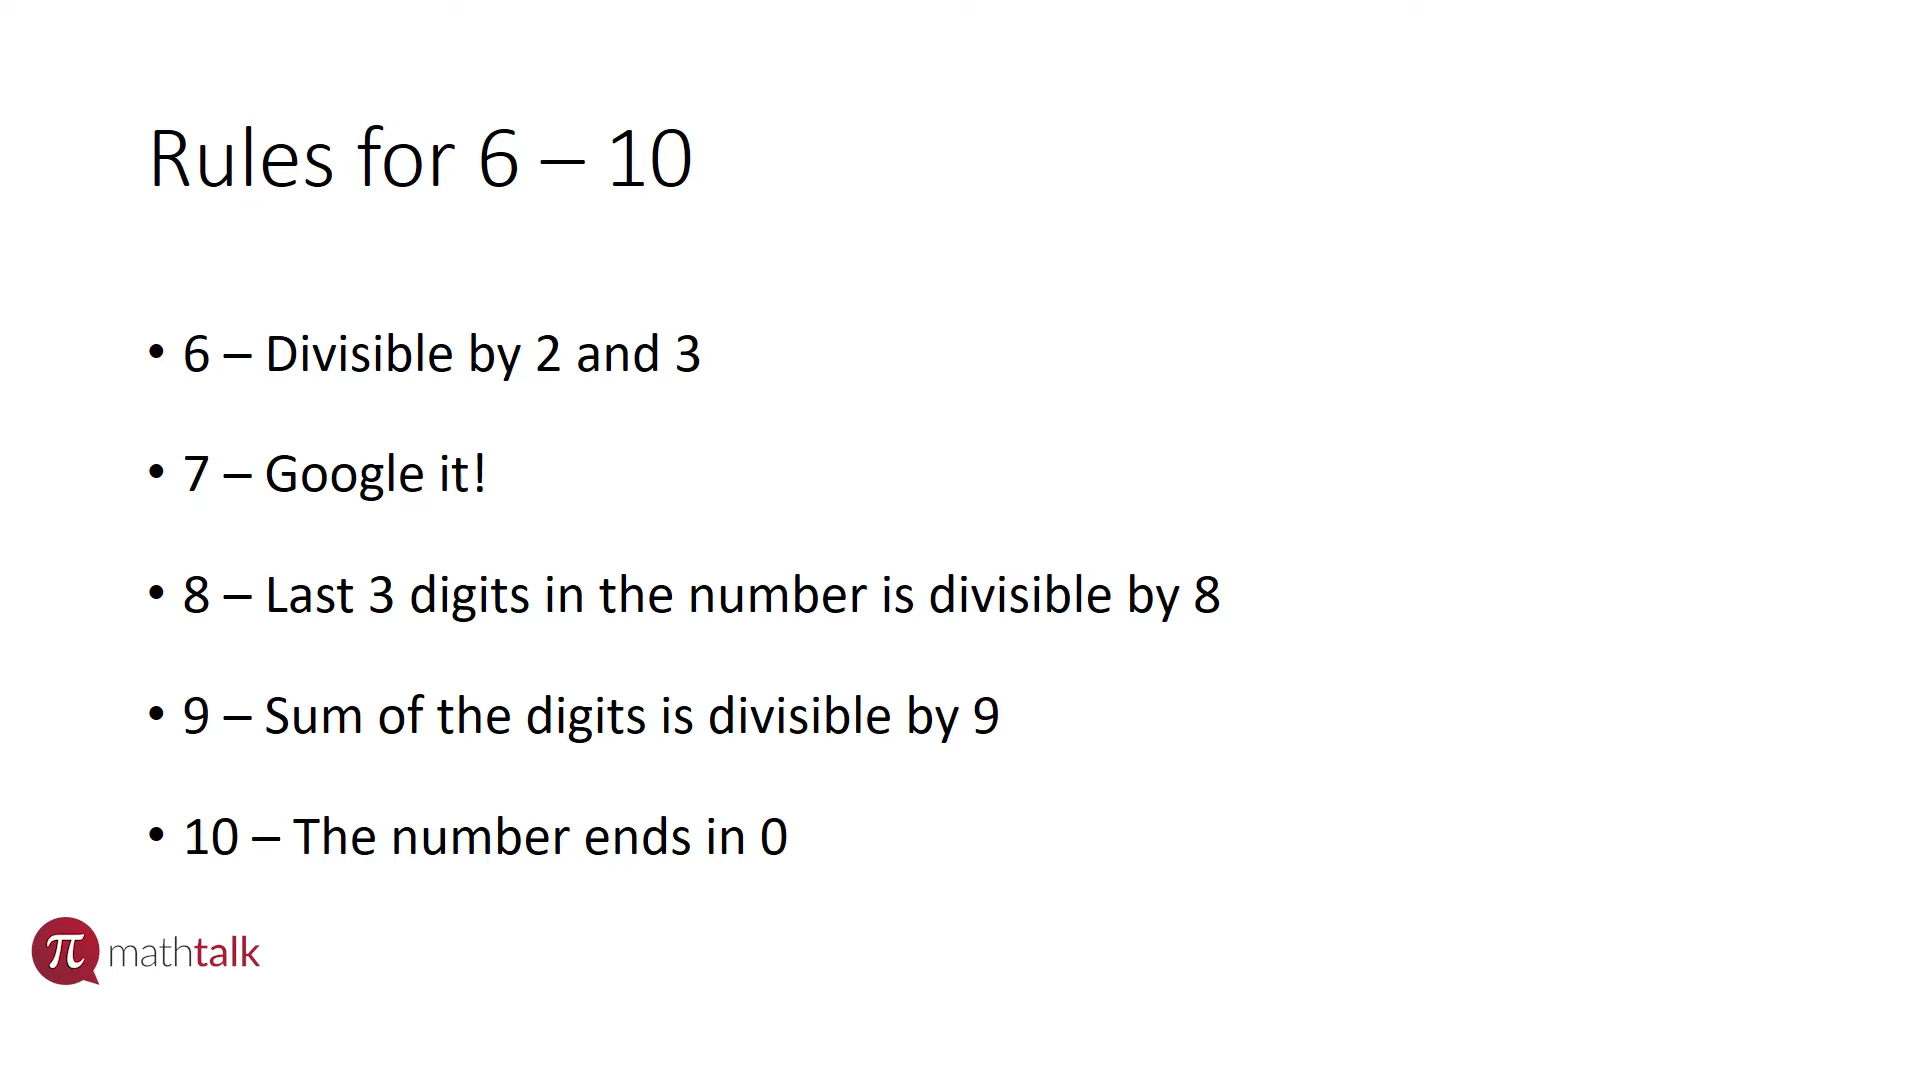 Rules for 6 – 10
• 6 – Divisible by 2 and 3
• 7 – Google it!
• 8 – Last 3 digits in the number is divisible by 8
• 9 – Sum of the digits is divisible by 9
• 10 – The number ends in 0
π mathtalk